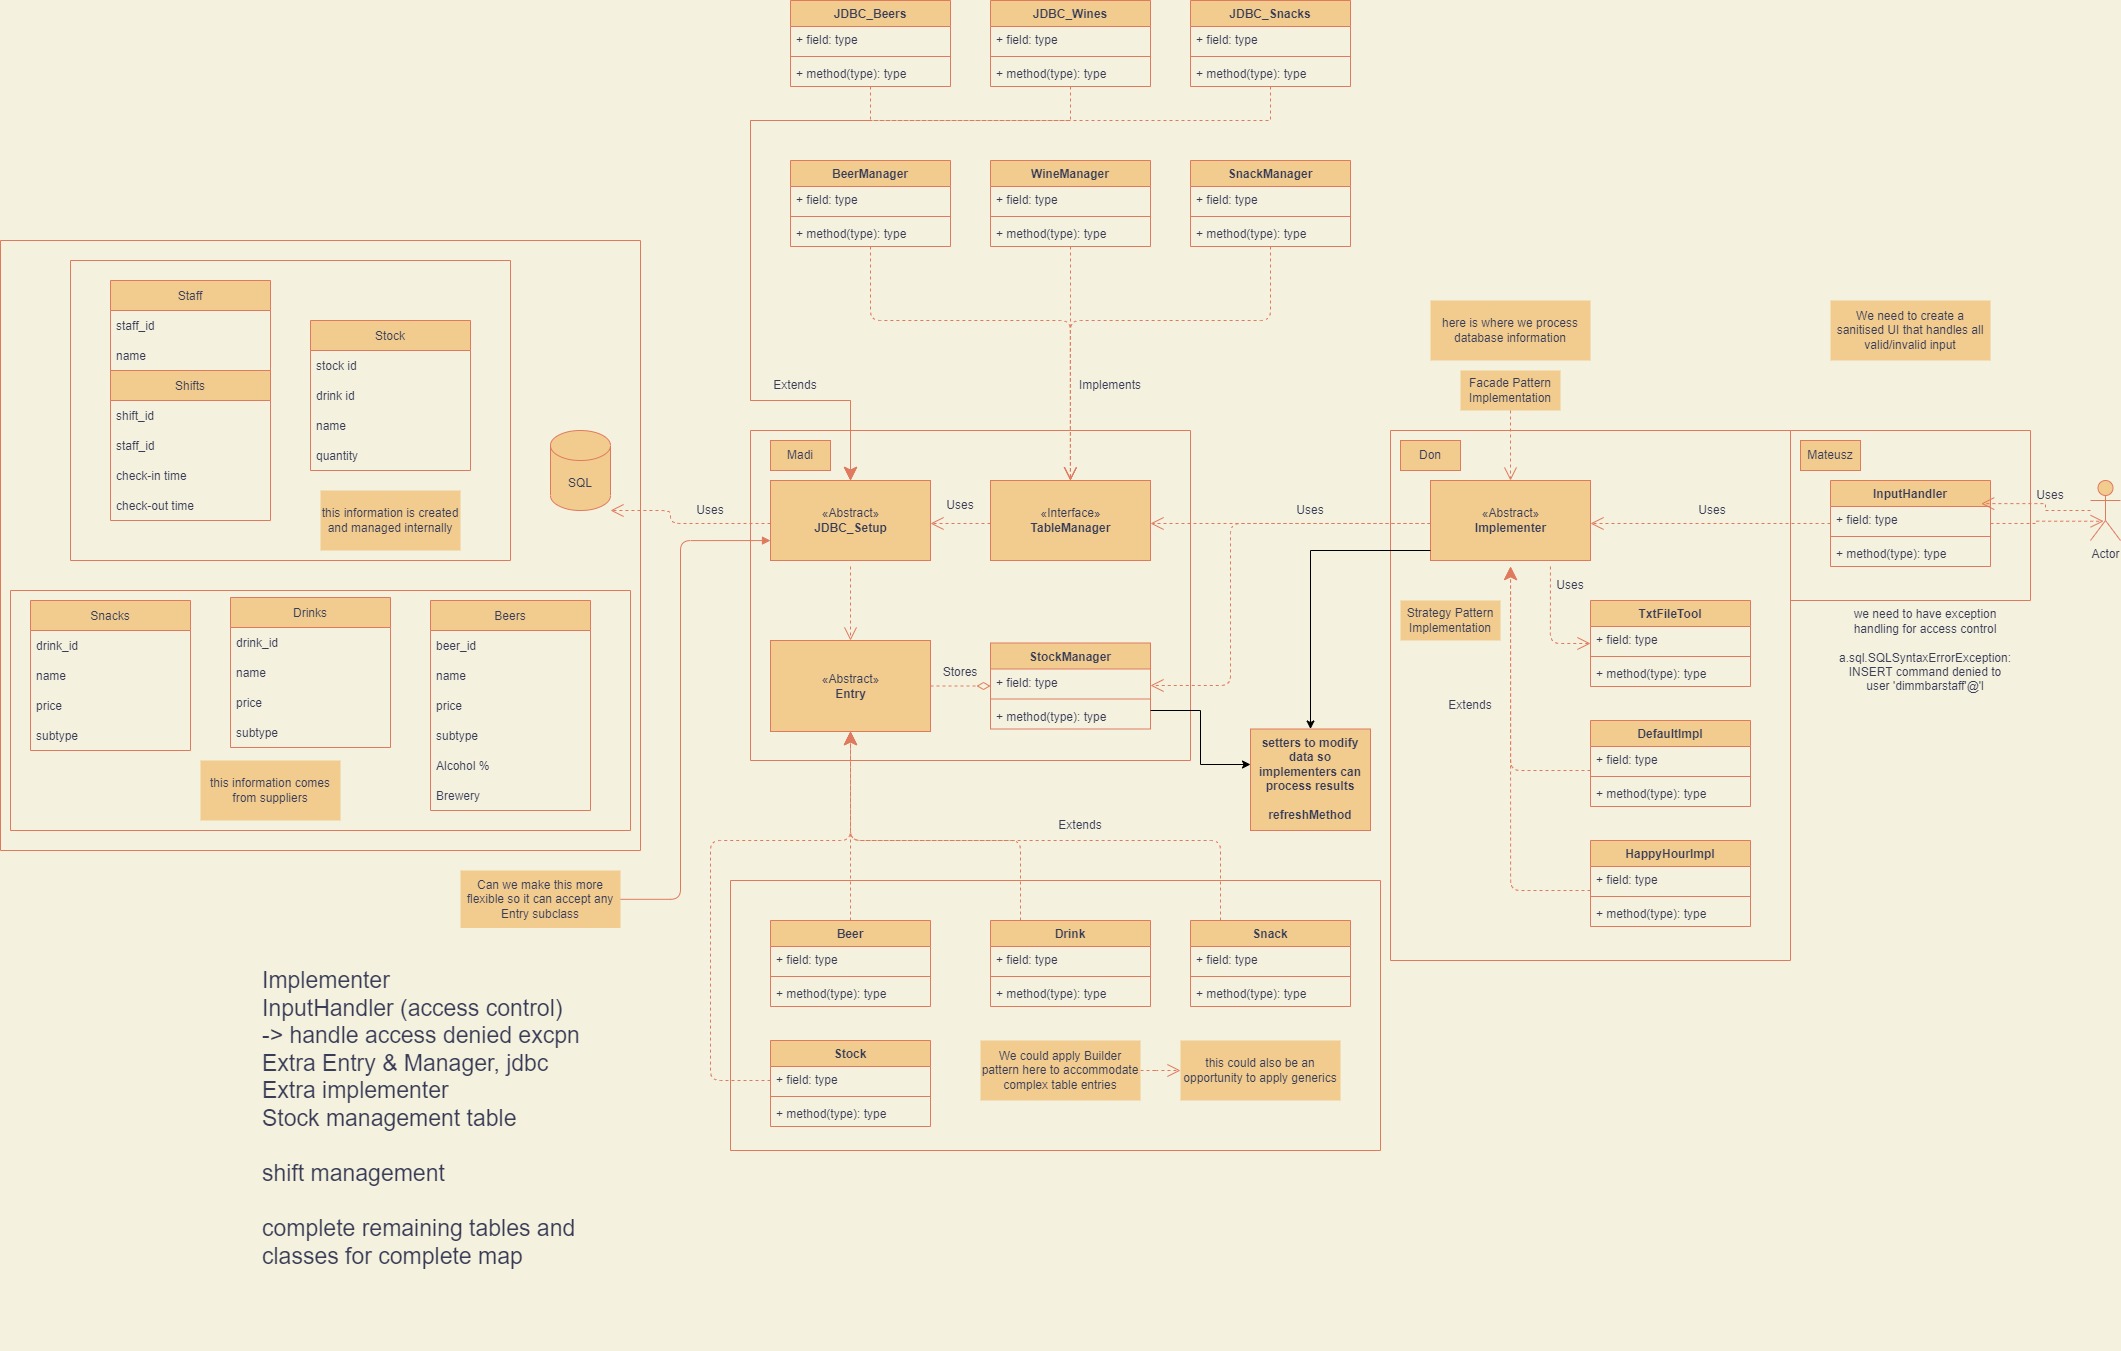 JDBC_Beers
+ field: type
+ method(type): type
JDBC_Wines
+ field: type
+ method(type): type
JDBC_Snacks
+ field: type
+ method(type): type
BeerManager
+ field: type
+ method(type): type
WineManager
+ field: type
+ method(type): type
SnackManager
+ field: type
+ method(type): type
Staff
staff_id
name
Shifts
shift_id
staff_id
check-in time
check-out time
Stock
stock id
drink id
name
quantity
this information is created
and managed internally
SQL
Snacks
drink_id
name
price
subtype
Drinks
drink_id
name
price
subtype
Beers
beer_id
name
price
subtype
Alcohol %
Brewery
this information comes
from suppliers
Extends
Implements
Uses
Madi
«Abstract»
JDBC_Setup
Uses
«Interface»
TableManager
«Abstract»
Entry
Stores
StockManager
+ field: type
+ method(type): type
Uses
here is where we process
database information
Facade Pattern
Implementation
Don
«Abstract»
Implementer
Uses
Strategy Pattern
Implementation
Uses
TxtFileTool
+ field: type
+ method(type): type
Extends
DefaultImpl
+ field: type
+ method(type): type
HappyHourImpl
+ field: type
+ method(type): type
We need to create a
sanitised UI that handles all
valid/invalid input
Mateusz
InputHandler
+ field: type
+ method(type): type
Uses
Actor
we need to have exception
handling for access control
a.sql.SQLSyntaxErrorException:
INSERT command denied to
user 'dimmbarstaff'@'l
setters to modify
data so
implementers can
process results
refreshMethod
Extends
Can we make this more
flexible so it can accept any
Entry subclass
Beer
+ field: type
+ method(type): type
Drink
+ field: type
+ method(type): type
Snack
+ field: type
+ method(type): type
Stock
+ field: type
+ method(type): type
We could apply Builder
pattern here to accommodate
complex table entries
this could also be an
opportunity to apply generics
Implementer
InputHandler (access control)
-> handle access denied excpn
Extra Entry & Manager, jdbc
Extra implementer
Stock management table
shift management
complete remaining tables and
classes for complete map